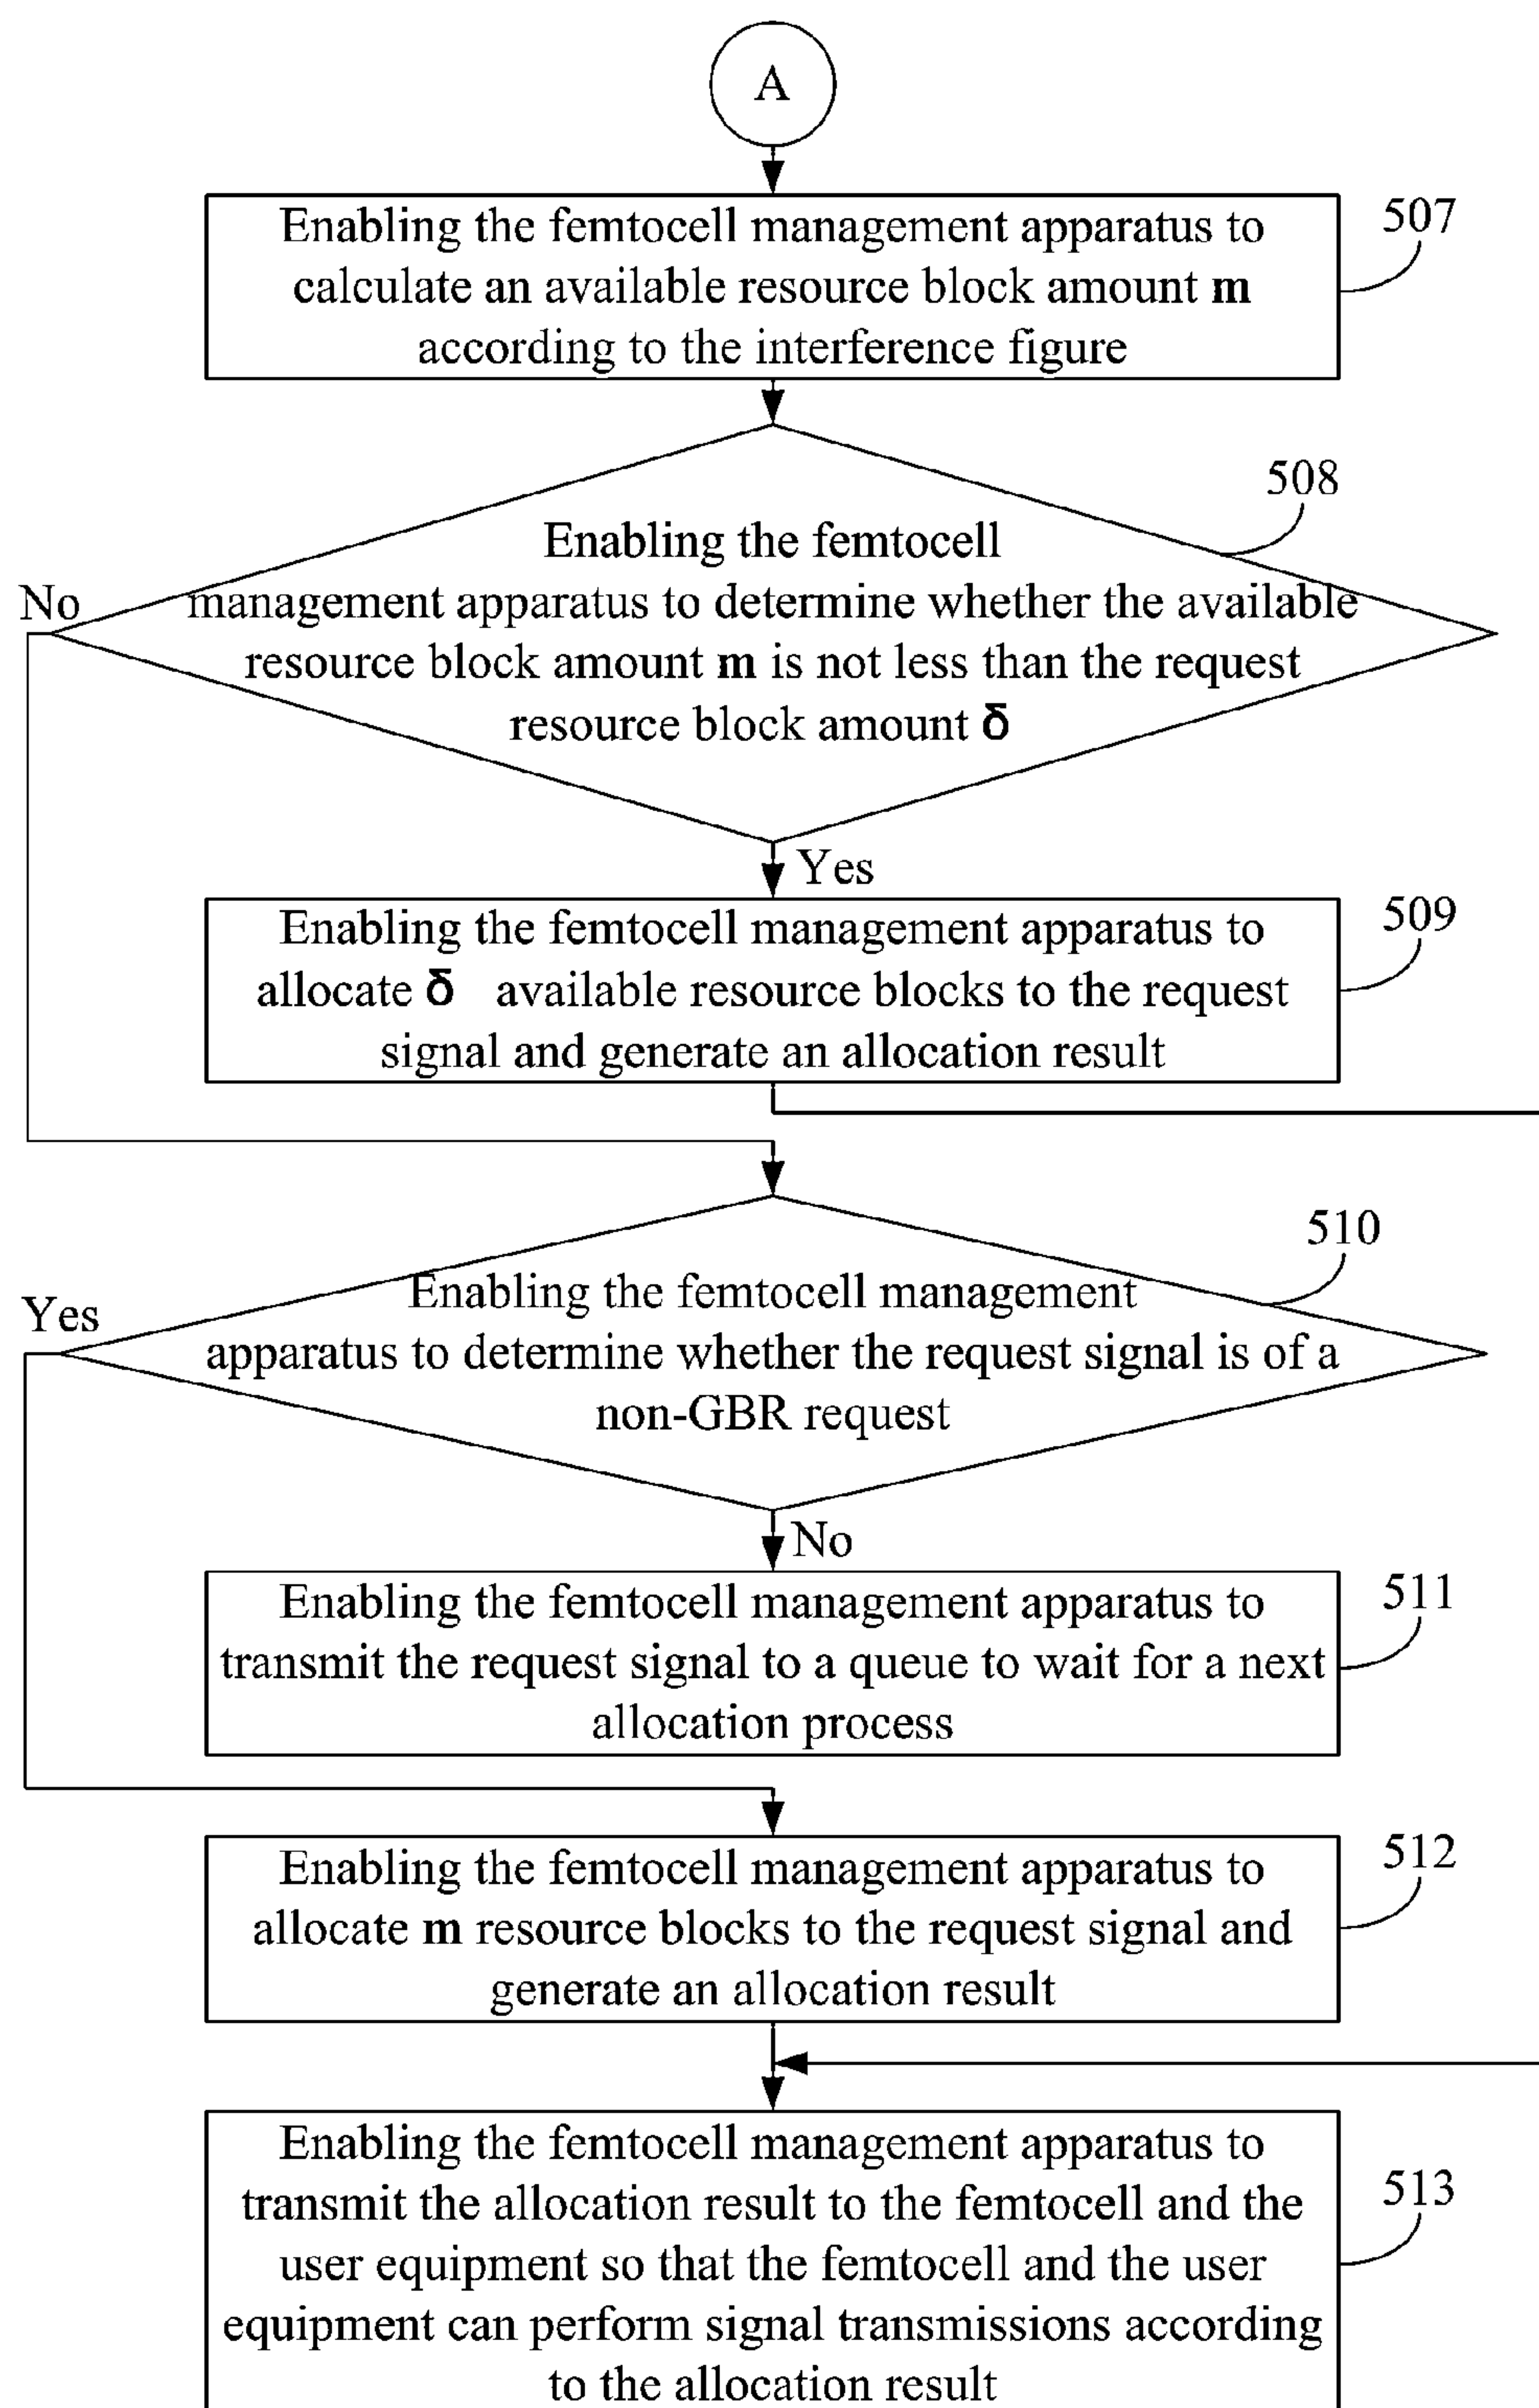 A
Enabling the femtocell management apparatus to
calculate an available resource block amount m
according to the interference figure
507
508
Enabling the femtocell
management apparatus to determine whether the available
resource block amount m is not less than the request
resource block amount δ
No
Yes
Enabling the femtocell management apparatus to
allocate δ available resource blocks to the request
signal and generate an allocation result
509
510
Enabling the femtocell management
apparatus to determine whether the request signal is of a
non-GBR request
Yes
No
Enabling the femtocell management apparatus to
transmit the request signal to a queue to wait for a next
allocation process
511
Enabling the femtocell management apparatus to
allocate m resource blocks to the request signal and
generate an allocation result
512
Enabling the femtocell management apparatus to
transmit the allocation result to the femtocell and the
user equipment so that the femtocell and the user
equipment can perform signal transmissions according
to the allocation result
513